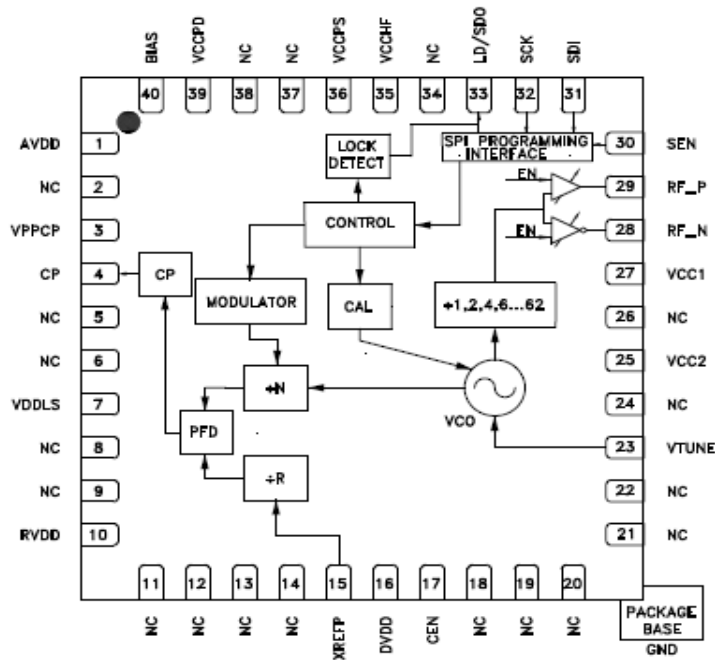 BIAS
VCCPD
NC
NC
VCCPS
VCCHF
NC
LD/SDO
SCK
SDI
40
39
38
37
36
35
34
33
32
31
AVDD 1
NC 2
VPPCP 3
CP 4
NC 5
NC 6
VDDLS 7
NC 8
NC 9
RVDD 10
LOCK
DETECT
SPI PROGRAMMING
INTERFACE
CONTROL
EN
EN
CP
MODULATOR
CAL
÷1,2,4,6...62
÷N
VCO
PFD
÷R
30 SEN
29 RF_P
28 RF_N
27 VCC1
26 NC
25 VCC2
24 NC
23 VTUNE
22 NC
21 NC
11
12
13
14
15
16
17
18
19
20
NC
NC
NC
NC
XREFP
DVDD
CEN
NC
NC
NC
PACKAGE
BASE
GND